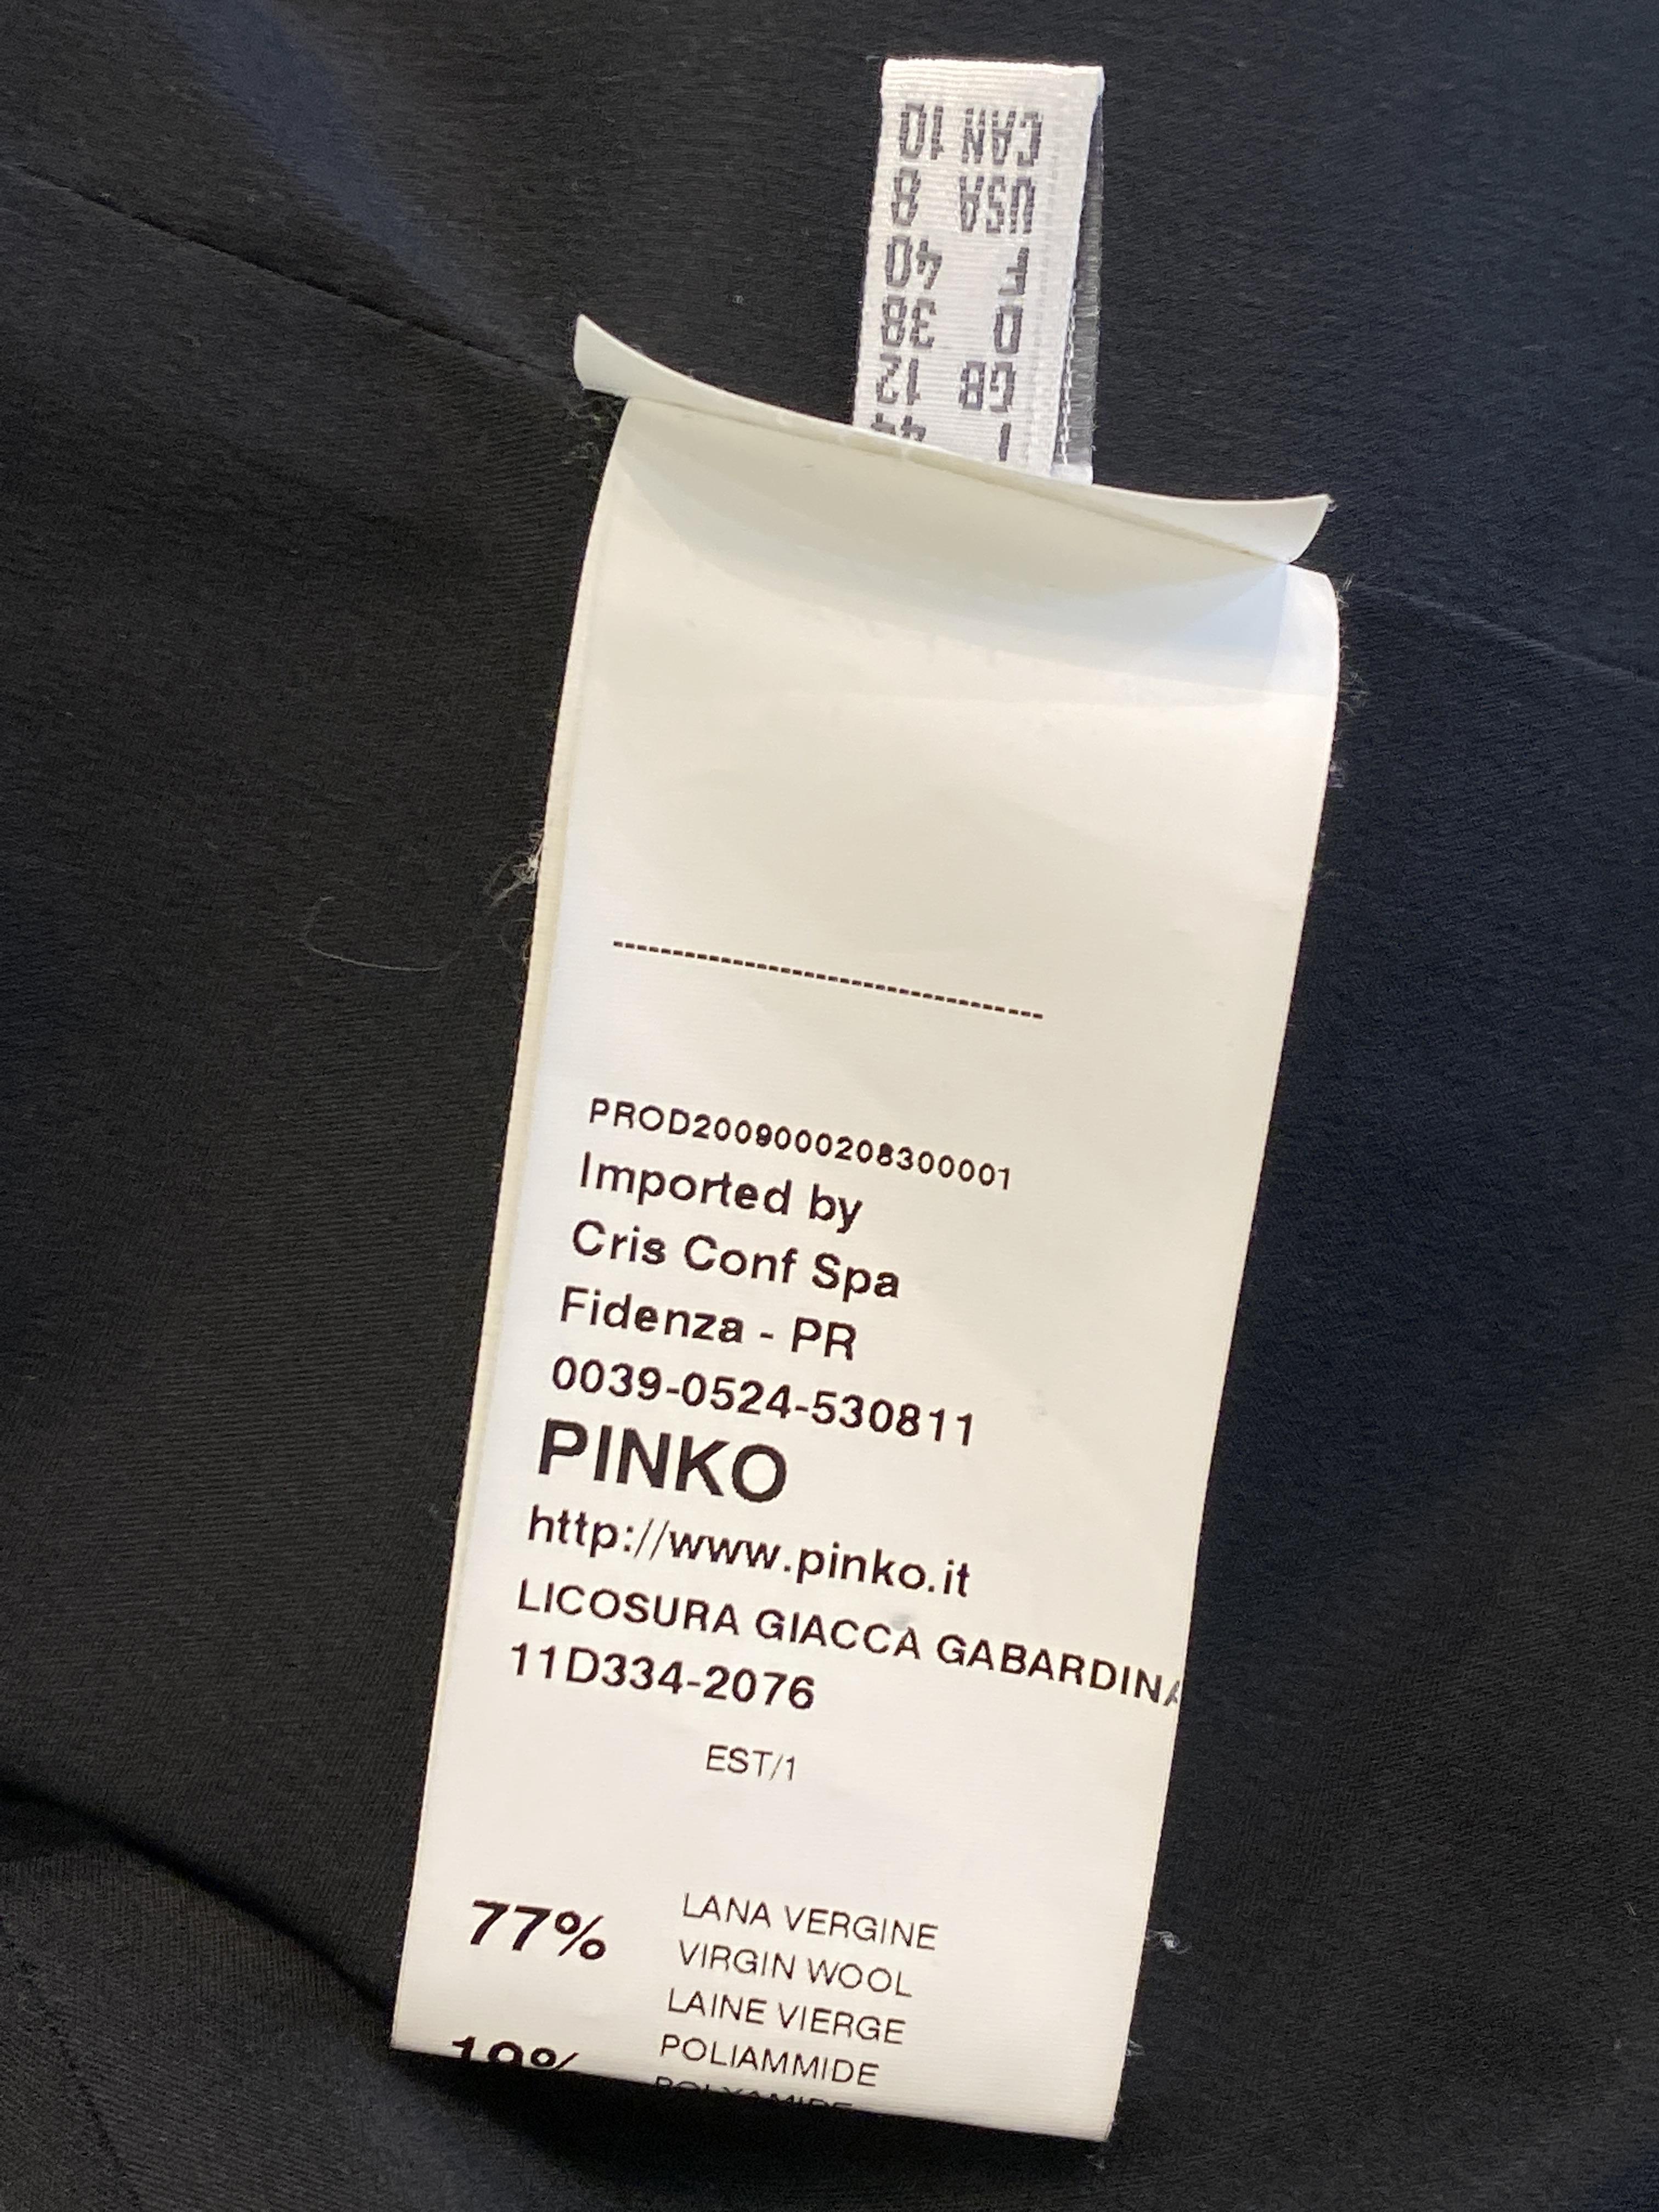 CAN 10
USA 8
F 40
D 38
GB 12
I 44
PROD2009000208300001
Imported by
Cris Conf Spa
Fidenza - PR
0039-0524-530811
PINKO
http://www.pinko.it
LICOSURA GIACCA GABARDINA
11D334-2076
EST/1
77% LANA VERGINE
VIRGIN WOOL
LAINE VIERGE
POLIAMMIDE
POLYAMIDE